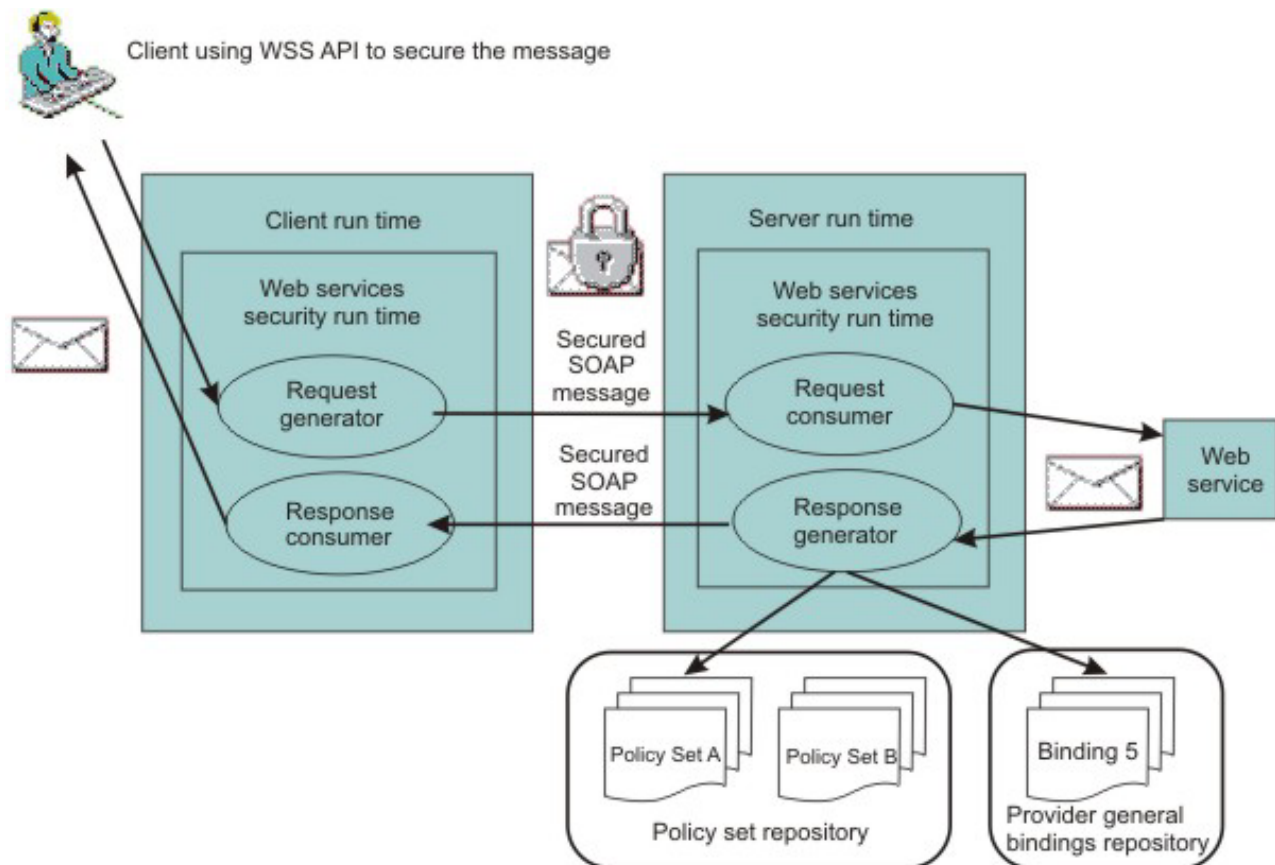 Client using WSS API to secure the message
Client run time
Server run time
Web services
security run time
Web services
security run time
Secured
SOAP
message
Request
generator
Request
consumer
Secured
SOAP
message
Web
service
Response
consumer
Response
generator
Policy Set A
Policy Set B
Binding 5
Policy set repository
Provider general
bindings repository